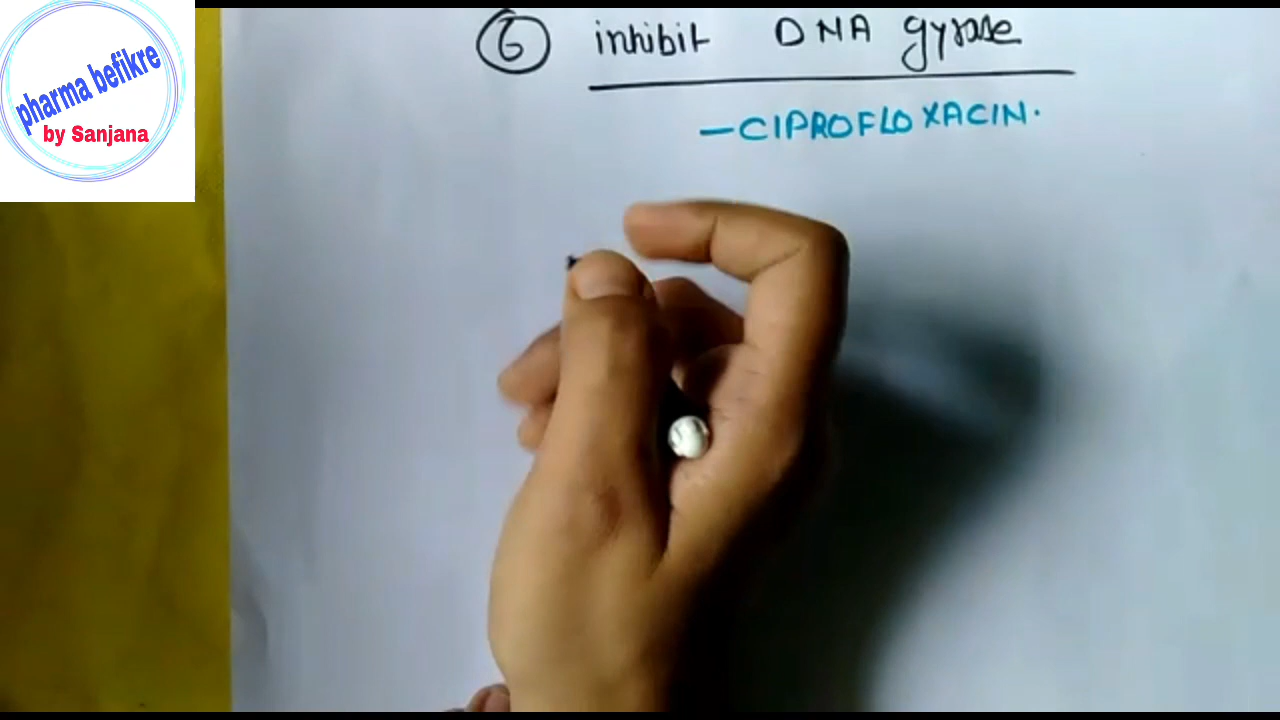 pharma befikre
by Sanjana
6 inhibit DNA gyrase
- CIPROFLOXACIN.